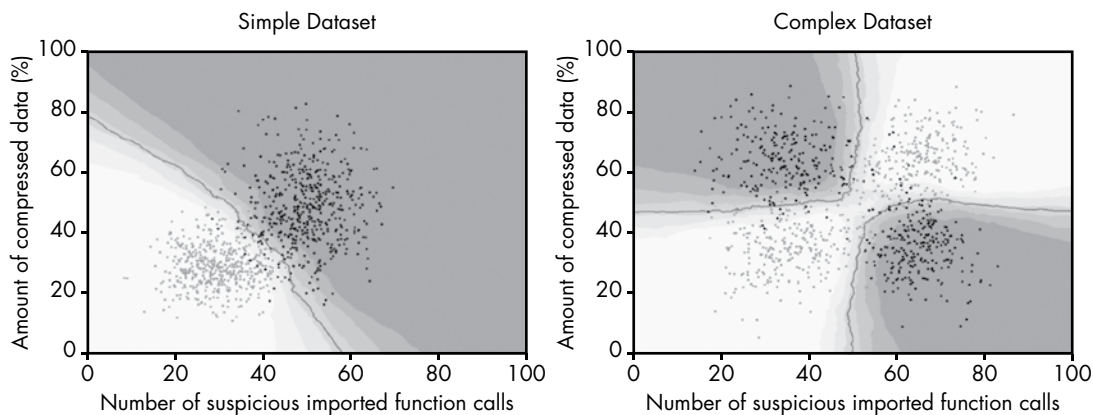 Simple Dataset
Amount of compressed data (%)
100
80
60
40
20
0
0 20 40 60 80 100
Number of suspicious imported function calls
Complex Dataset
Amount of compressed data (%)
100
80
60
40
20
0
0 20 40 60 80 100
Number of suspicious imported function calls